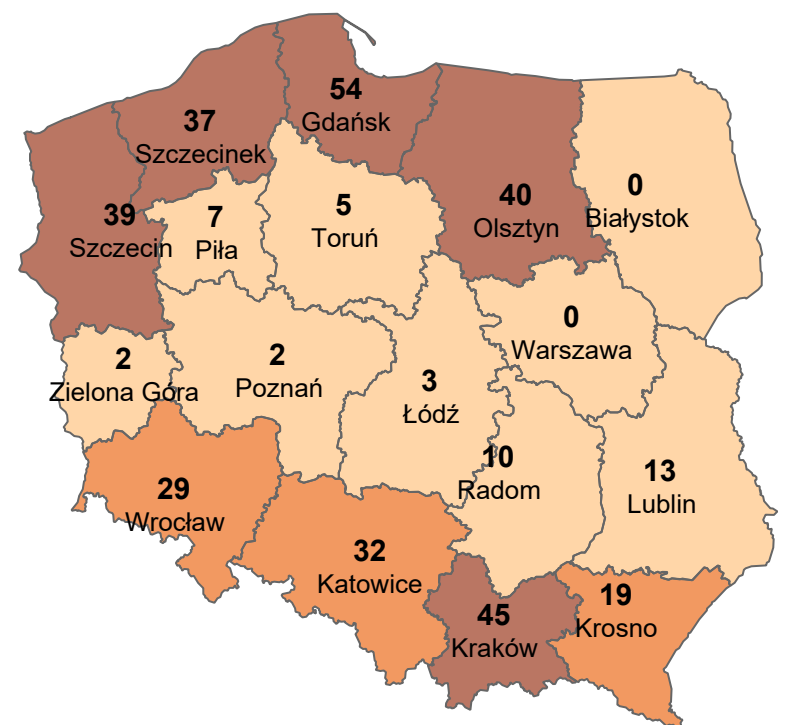 54
Gdańsk
37
Szczecinek
40
Olsztyn
0
Białystok
39
Szczecin
7
Piła
5
Toruń
0
Warszawa
2
Zielona Góra
2
Poznań
3
Łódź
10
Radom
13
Lublin
29
Wrocław
32
Katowice
45
Kraków
19
Krosno